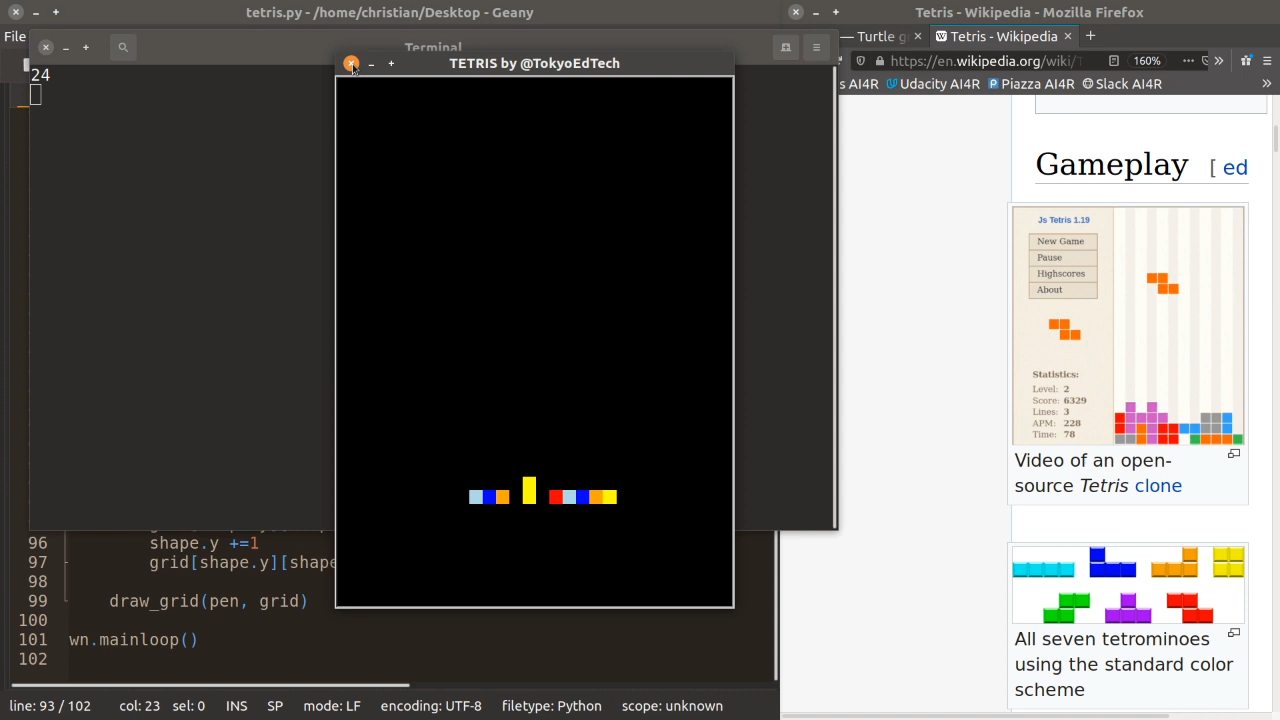 tetris.py - /home/christian/Desktop - Geany
File
Terminal
24
TETRIS by @TokyoEdTech
96 shape.y +=1
97 grid[shape.y][shape
98
99 draw_grid(pen, grid)
100
101 wn.mainloop()
102
line: 93 / 102 col: 23 sel: 0 INS SP mode: LF encoding: UTF-8 filetype: Python scope: unknown
Tetris - Wikipedia - Mozilla Firefox
— Turtle g
Tetris - Wikipedia
https://en.wikipedia.org/wiki/ 160%
s AI4R Udacity AI4R Piazza AI4R Slack AI4R
Gameplay [ ed
Js Tetris 1.19
New Game
Pause
Highscores
About
Statistics:
Level: 2
Score: 6329
Lines: 3
APM: 228
Time: 78
Video of an open-
source Tetris clone
All seven tetrominoes
using the standard color
scheme